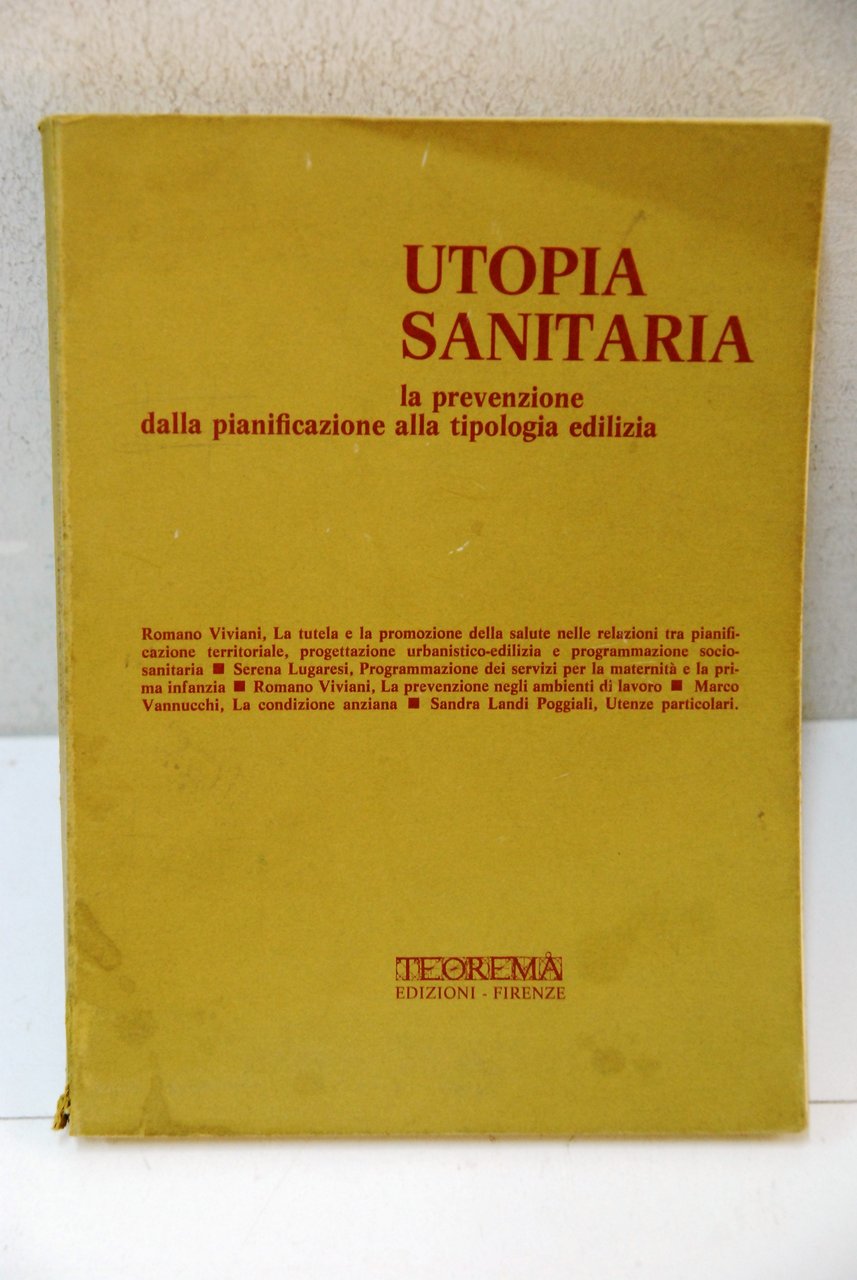 UTOPIA
SANITARIA
la prevenzione
dalla pianificazione alla tipologia edilizia
Romano Viviani, La tutela e la promozione della salute nelle relazioni tra pianifi-
cazione territoriale, progettazione urbanistico-edilizia e programmazione socio-
sanitaria ■ Serena Lugaresi, Programmazione dei servizi per la maternità e la pri-
ma infanzia ■ Romano Viviani, La prevenzione negli ambienti di lavoro ■ Marco
Vannucchi, La condizione anziana ■ Sandra Landi Poggiali, Utenze particolari.
TEOREMA
EDIZIONI - FIRENZE